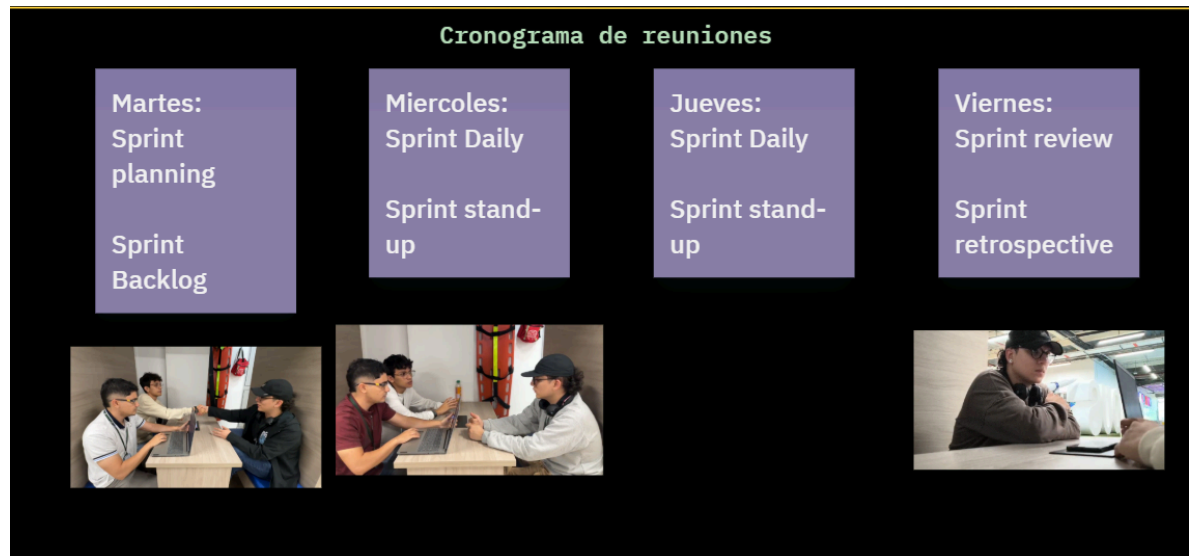 Cronograma de reuniones
Martes:
Sprint
planning
Sprint
Backlog
Miercoles:
Sprint Daily
Sprint stand-
up
Jueves:
Sprint Daily
Sprint stand-
up
Viernes:
Sprint review
Sprint
retrospective